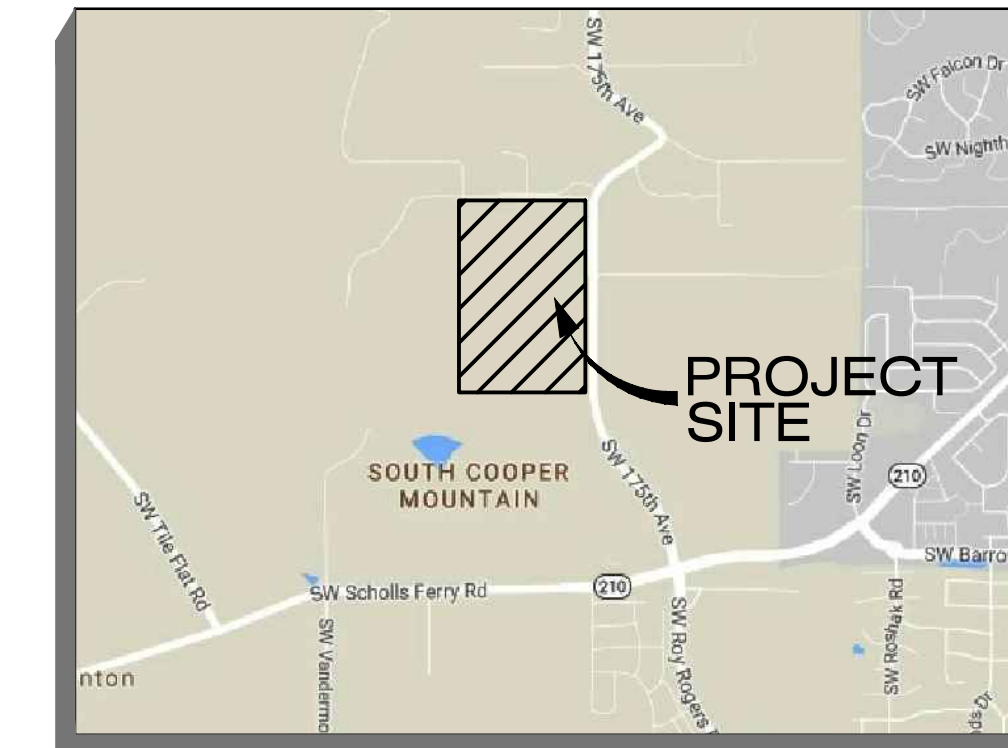 SW 175th Ave
SW Falcon Dr
SW Nighth
PROJECT
SITE
SW Loon Dr
SOUTH COOPER
MOUNTAIN
SW 175th Ave
210
SW Tile Flat Rd
SW Barro
SW Scholls Ferry Rd
210
SW Roshak Rd
SW Vandermo
SW Roy Rogers
nton
ds Dr